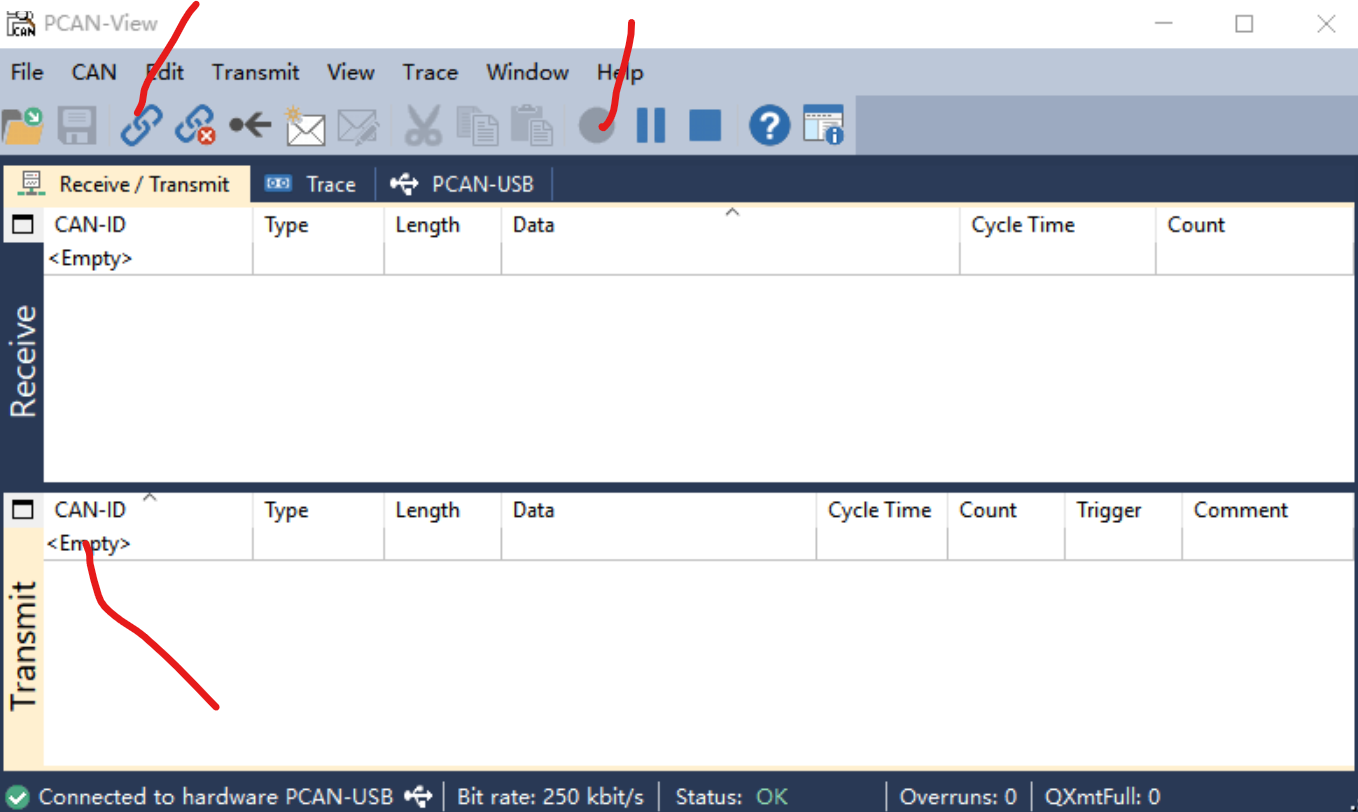 PCAN-View
File CAN Edit Transmit View Trace Window Help
Receive / Transmit Trace PCAN-USB
CAN-ID Type Length Data Cycle Time Count
<Empty>
Receive
CAN-ID Type Length Data Cycle Time Count Trigger Comment
<Empty>
Transmit
Connected to hardware PCAN-USB Bit rate: 250 kbit/s Status: OK Overruns: 0 QXmtFull: 0